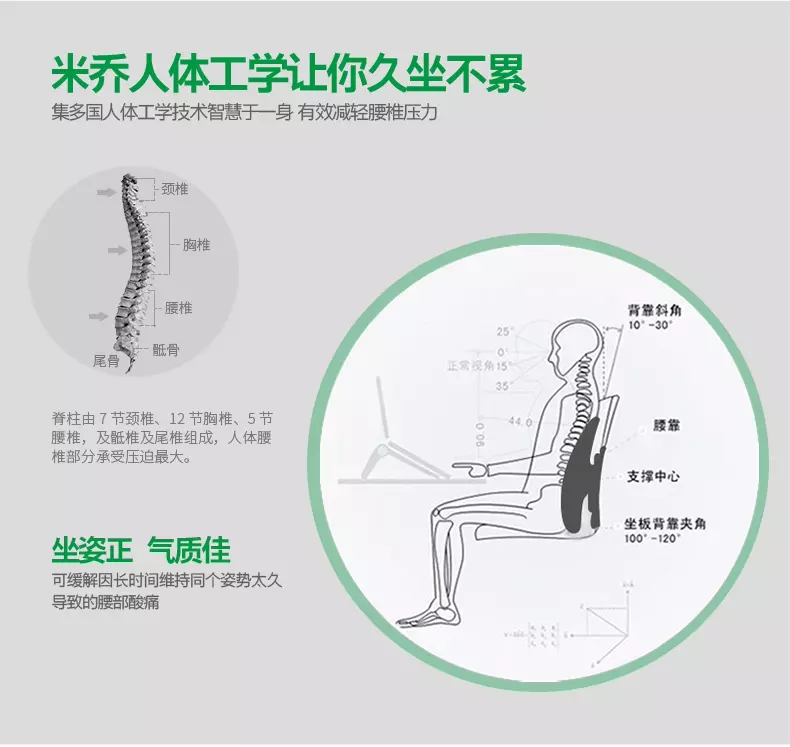 米乔人体工学让你久坐不累
集多国人体工学技术智慧于一身 有效减轻腰椎压力
颈椎
胸椎
腰椎
骶骨
尾骨
脊柱由 7 节颈椎、12 节胸椎、5 节
腰椎，及骶椎及尾椎组成，人体腰
椎部分承受压迫最大。
坐姿正 气质佳
可缓解因长时间维持同个姿势太久
导致的腰部酸痛
背靠斜角
10°-30°
25°
0°
正常视角15°
35°
44.0
90.0
腰靠
支撑中心
坐板背靠夹角
100°-120°